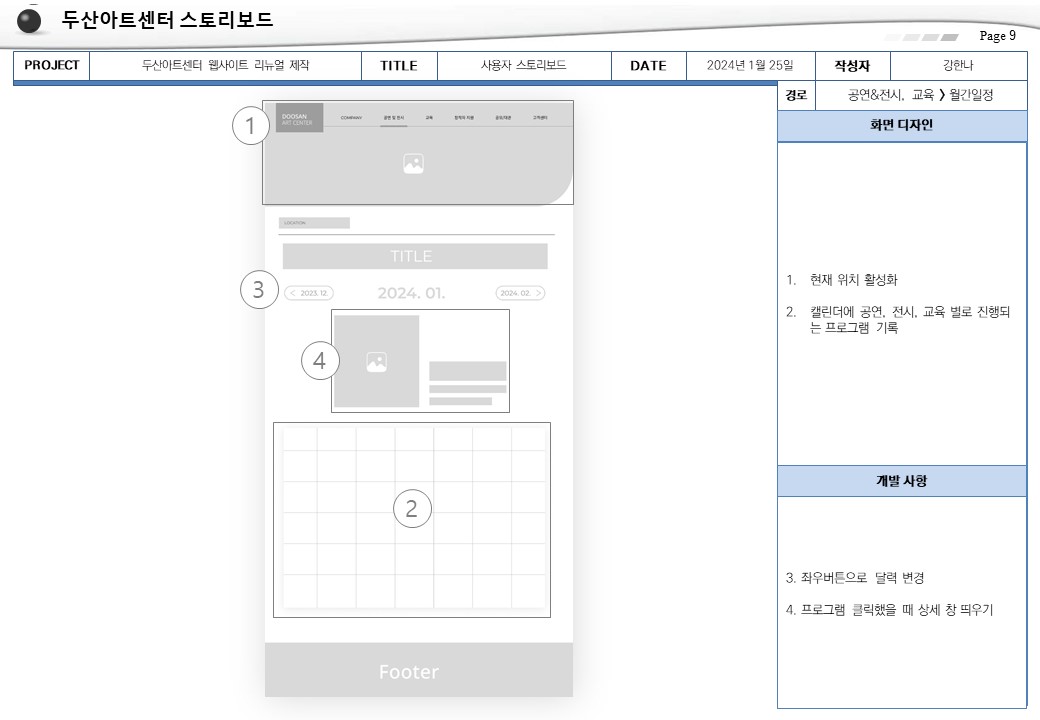 두산아트센터 스토리보드
Page 9
PROJECT 두산아트센터 웹사이트 리뉴얼 제작 TITLE 사용자 스토리보드 DATE 2024년 1월 25일 작성자 강한나
경로 공연&전시, 교육 > 월간일정
화면 디자인
1. 현재 위치 활성화
2. 캘린더에 공연, 전시, 교육 별로 진행되
는 프로그램 기록
개발 사항
3. 좌우버튼으로 달력 변경
4. 프로그램 클릭했을 때 상세 창 띄우기
1
DOOSAN
ART CENTER
COMPANY 공연 및 전시 교육 창작자 지원 공모/대관 고객센터
LOCATION
TITLE
3
< 2023. 12. 2024. 01. 2024. 02. >
4
2
Footer